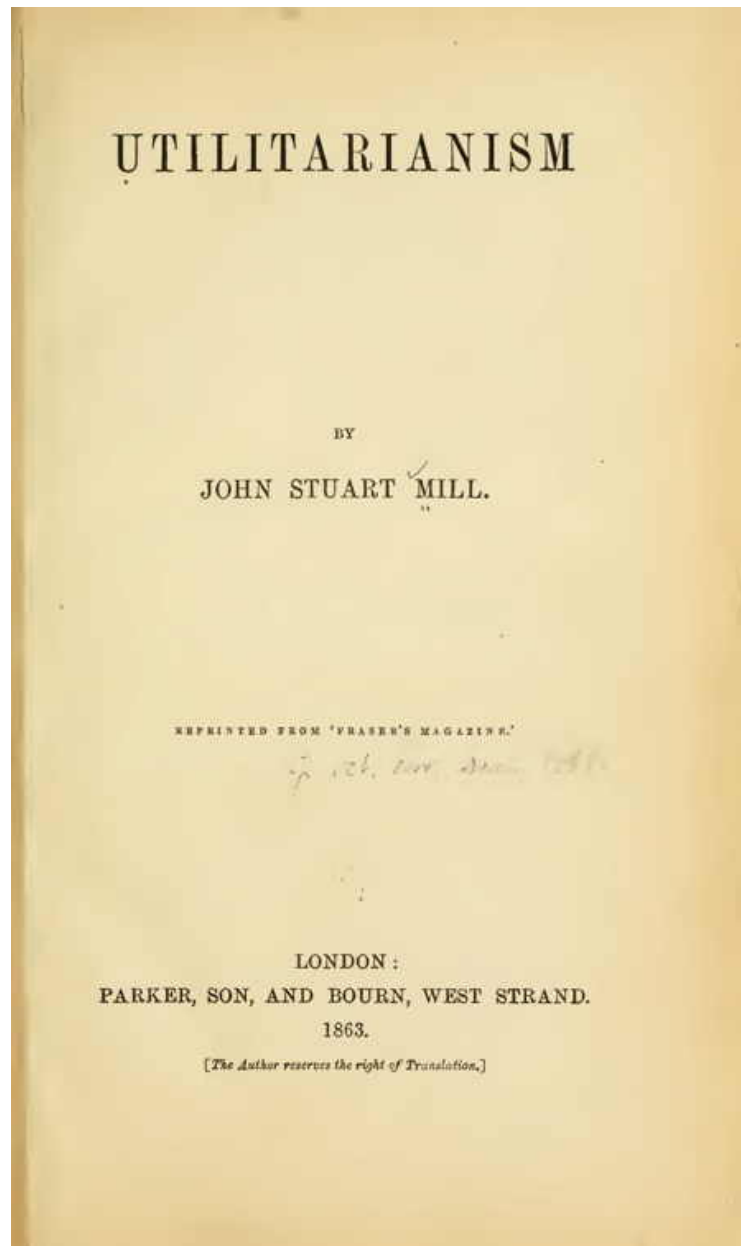 UTILITARIANISM
BY
JOHN STUART MILL.
REPRINTED FROM 'FRASER'S MAGAZINE.'
LONDON :
PARKER, SON, AND BOURN, WEST STRAND.
1863.
[The Author reserves the right of Translation.]